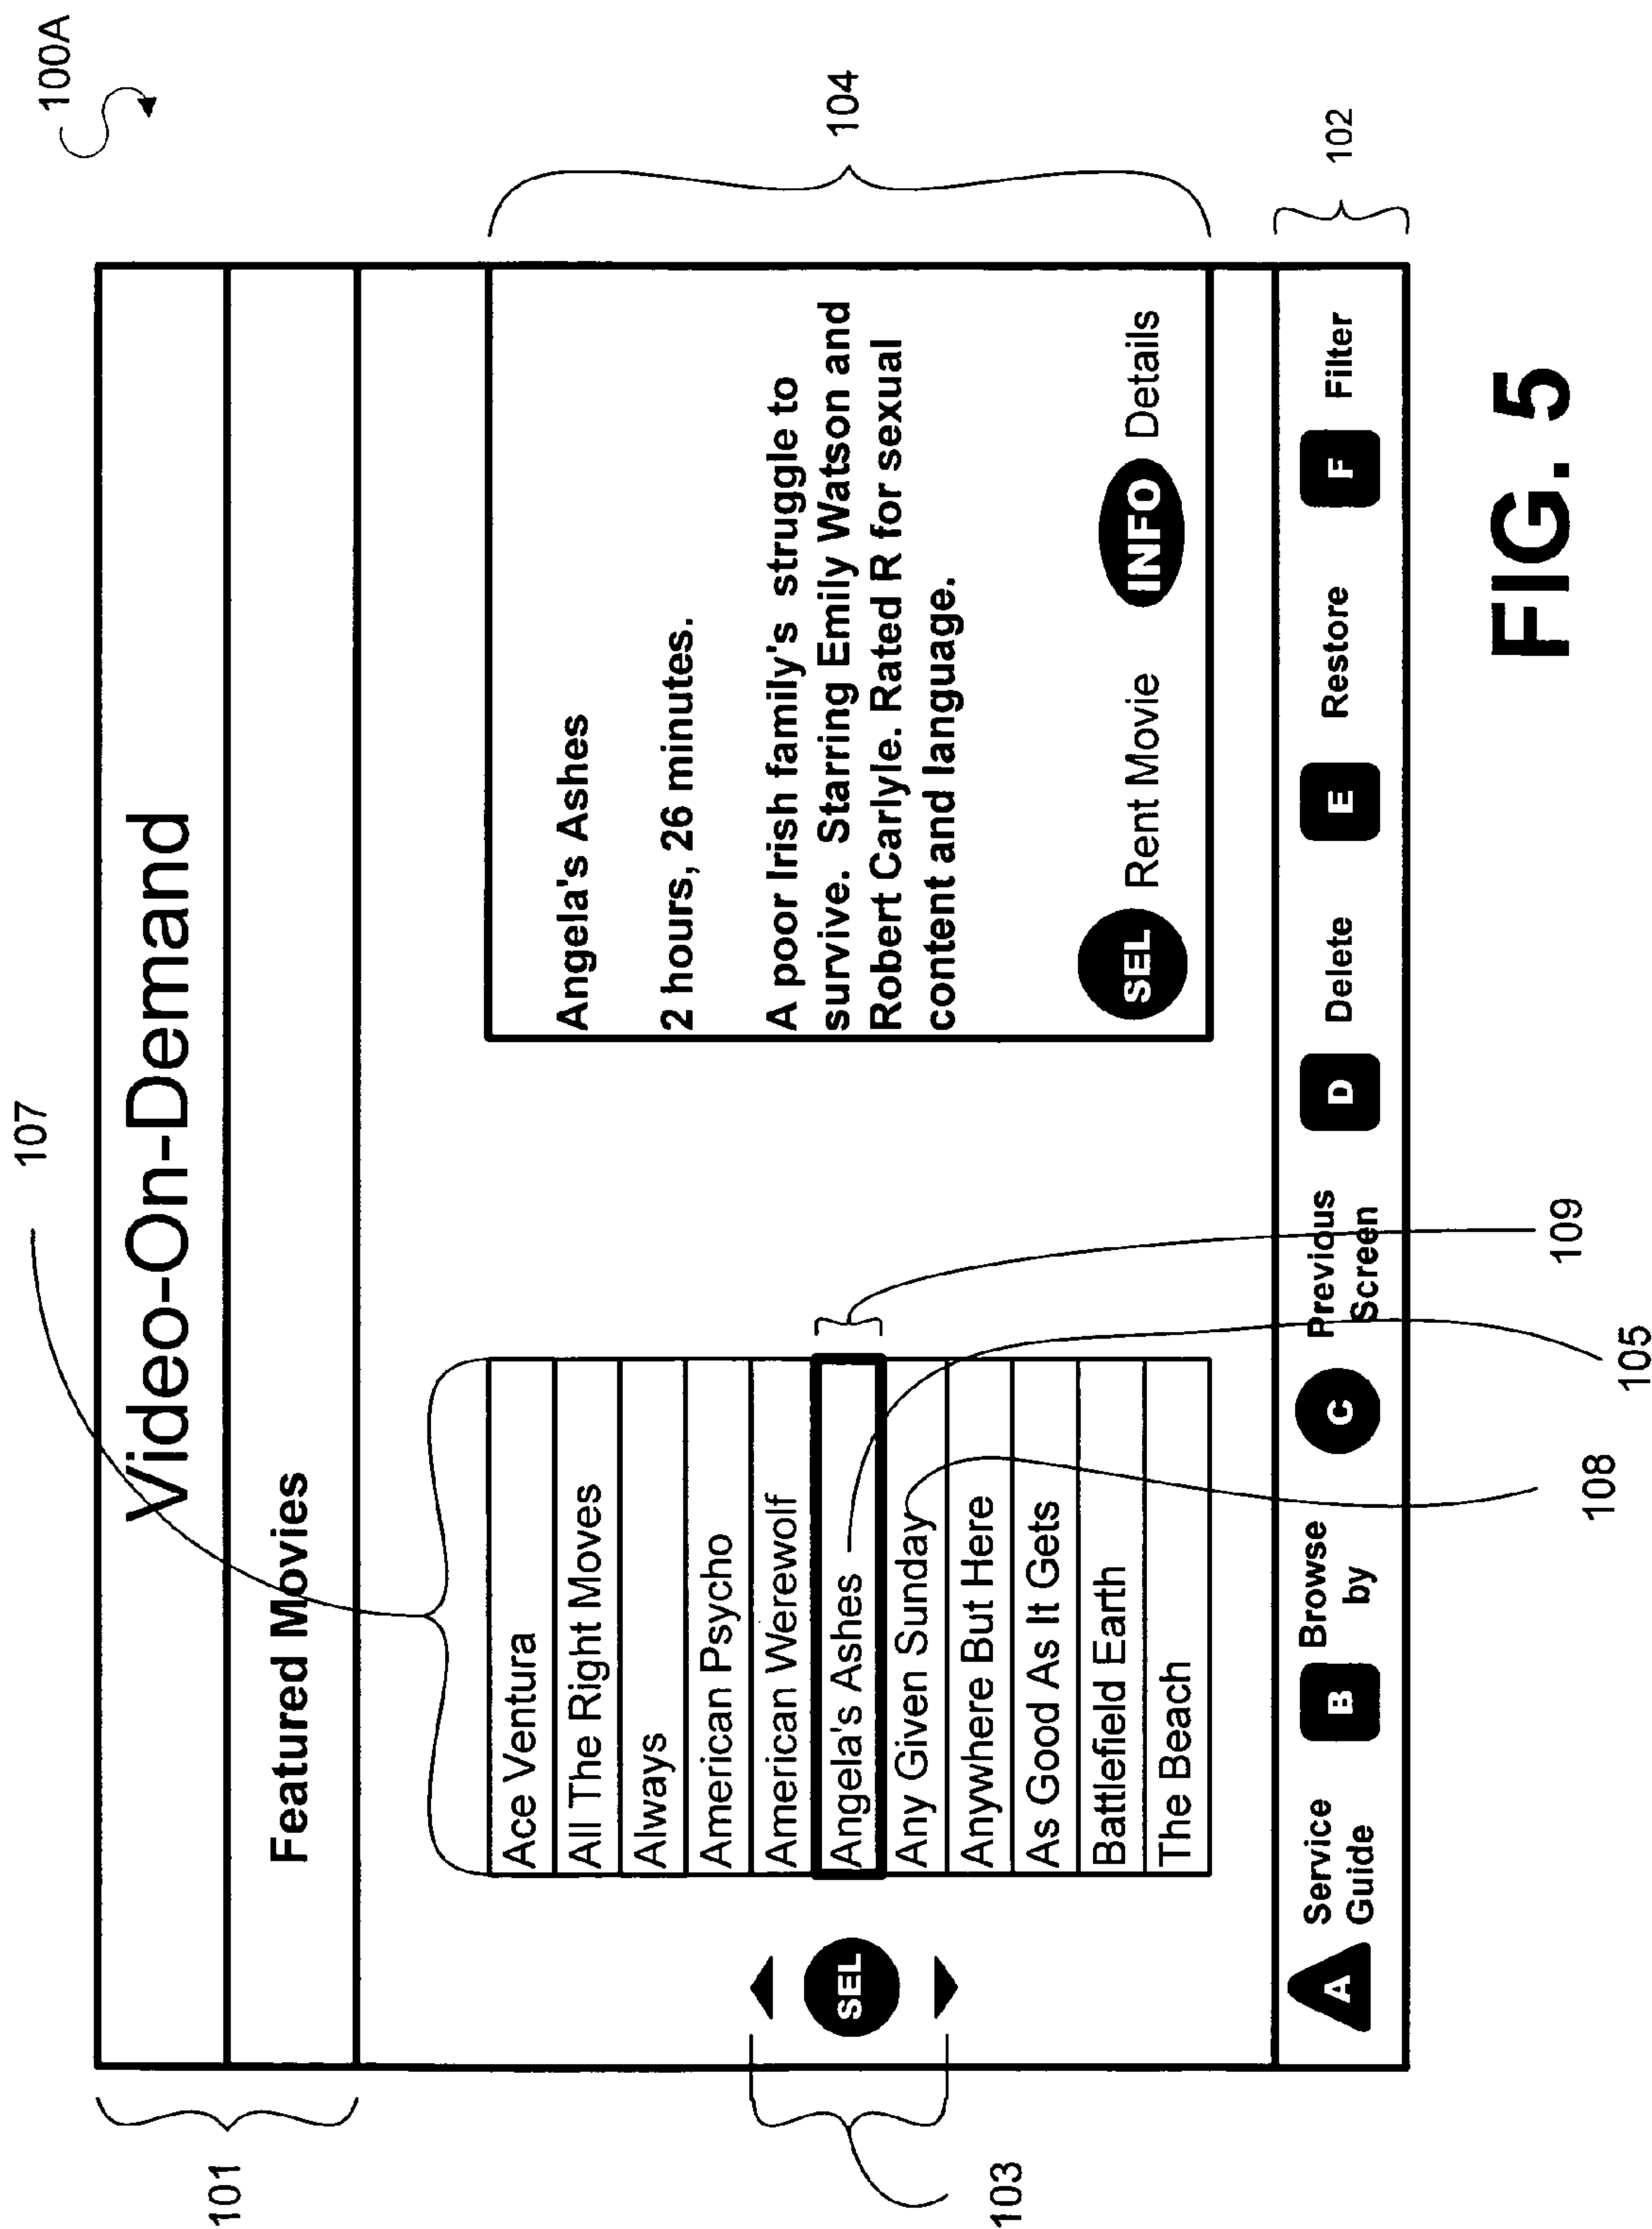 100A
107
Video-On-Demand
101
Featured Movies
Ace Ventura
All The Right Moves
Always
American Psycho
American Werewolf
Angela's Ashes
Any Given Sunday
Anywhere But Here
As Good As It Gets
Battlefield Earth
The Beach
SEL
103
109
105
108
Angela's Ashes
2 hours, 26 minutes.
A poor Irish family's struggle to
survive. Starring Emily Watson and
Robert Carlyle. Rated R for sexual
content and language.
SEL Rent Movie INFO Details
104
A Service
Guide
B Browse
by
C Previous
Screen
D Delete
E Restore
F Filter
102
FIG. 5